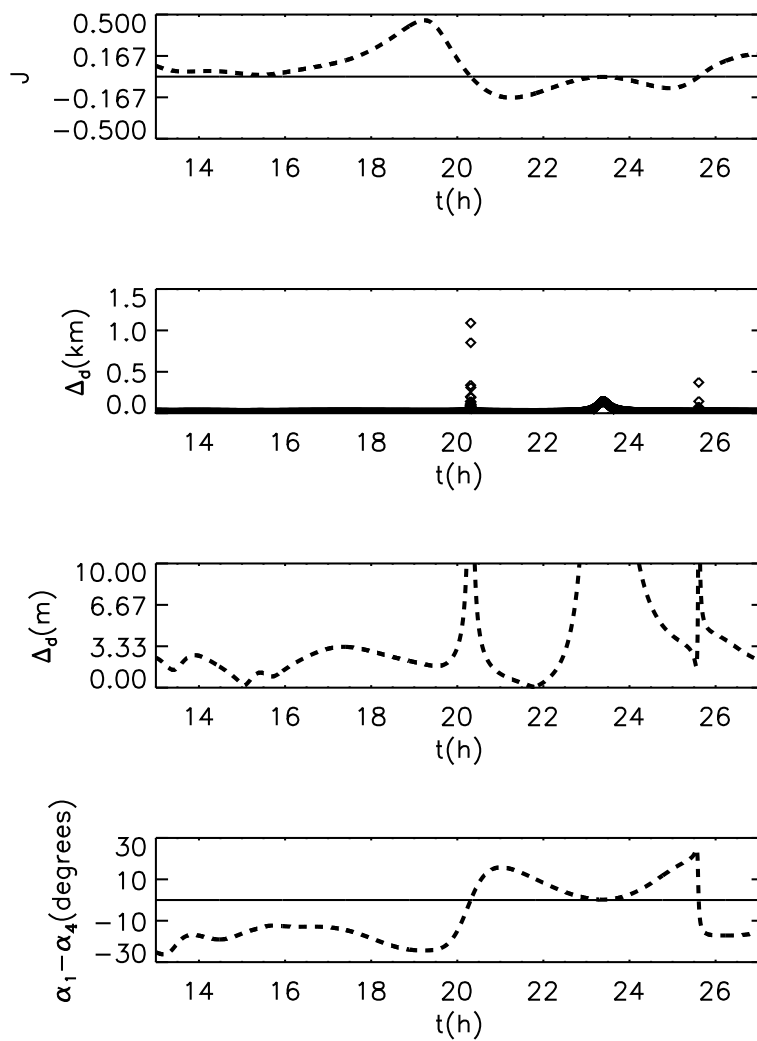 0.500
0.167
−0.167
−0.500
J
14 16 18 20 22 24 26
t(h)
1.5
1.0
0.5
0.0
Δd(km)
14 16 18 20 22 24 26
t(h)
10.00
6.67
3.33
0.00
Δd(m)
14 16 18 20 22 24 26
t(h)
30
10
−10
−30
α1−α4(degrees)
14 16 18 20 22 24 26
t(h)